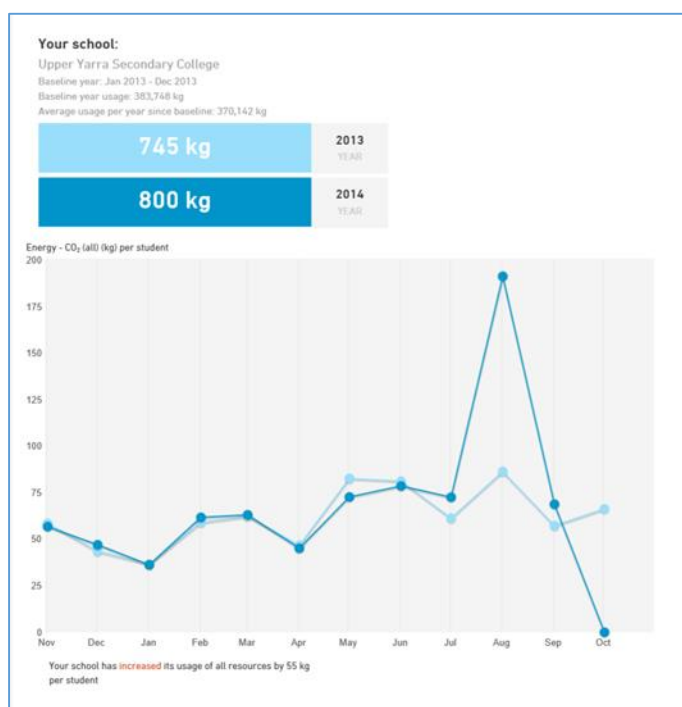 Your school:
Upper Yarra Secondary College
Baseline year: Jan 2013 - Dec 2013
Baseline year usage: 383,748 kg
Average usage per year since baseline: 370,142 kg
745 kg
2013
YEAR
800 kg
2014
YEAR
Energy - CO₂ (all) (kg) per student
200
175
150
125
100
75
50
25
0
Nov Dec Jan Feb Mar Apr May Jun Jul Aug Sep Oct
Your school has increased its usage of all resources by 55 kg
per student